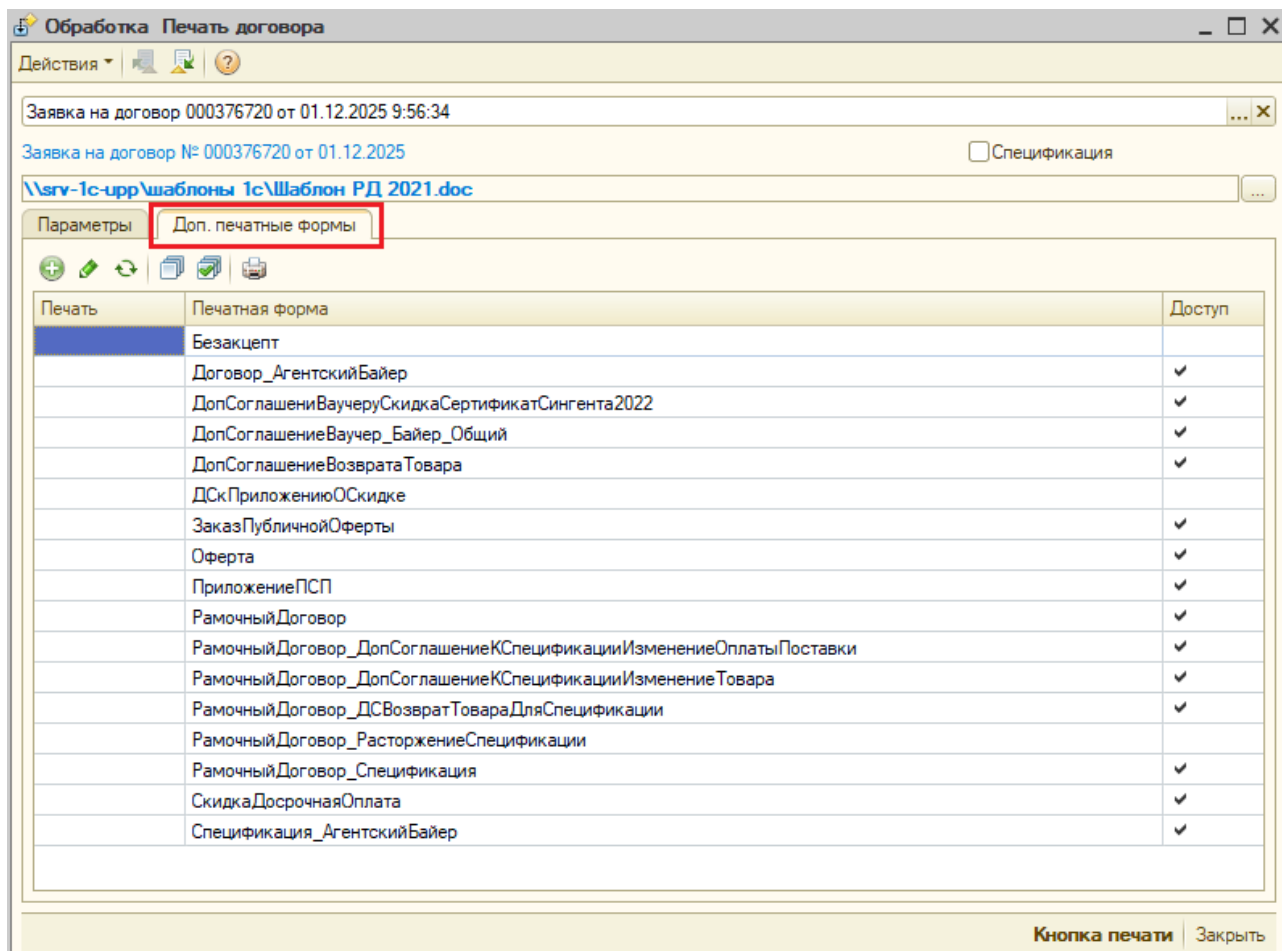 Обработка Печать договора
Действия
Заявка на договор 000376720 от 01.12.2025 9:56:34
Заявка на договор № 000376720 от 01.12.2025
Спецификация
\\srv-1c-upp\шаблоны 1с\Шаблон РД 2021.doc
Параметры Доп. печатные формы
Печать Печатная форма Доступ
Безакцепт
Договор_АгентскийБайер
ДопСоглашениВаучеруСкидкаСертификатСингента2022
ДопСоглашениеВаучер_Байер_Общий
ДопСоглашениеВозвратаТовара
ДСкПриложениюОСкидке
ЗаказПубличнойОферты
Оферта
ПриложениеПСП
РамочныйДоговор
РамочныйДоговор_ДопСоглашениеКСпецификацииИзменениеОплатыПоставки
РамочныйДоговор_ДопСоглашениеКСпецификацииИзменениеТовара
РамочныйДоговор_ДСВозвратТовараДляСпецификации
РамочныйДоговор_РасторжениеСпецификации
РамочныйДоговор_Спецификация
СкидкаДосрочнаяОплата
Спецификация_АгентскийБайер
Кнопка печати Закрыть